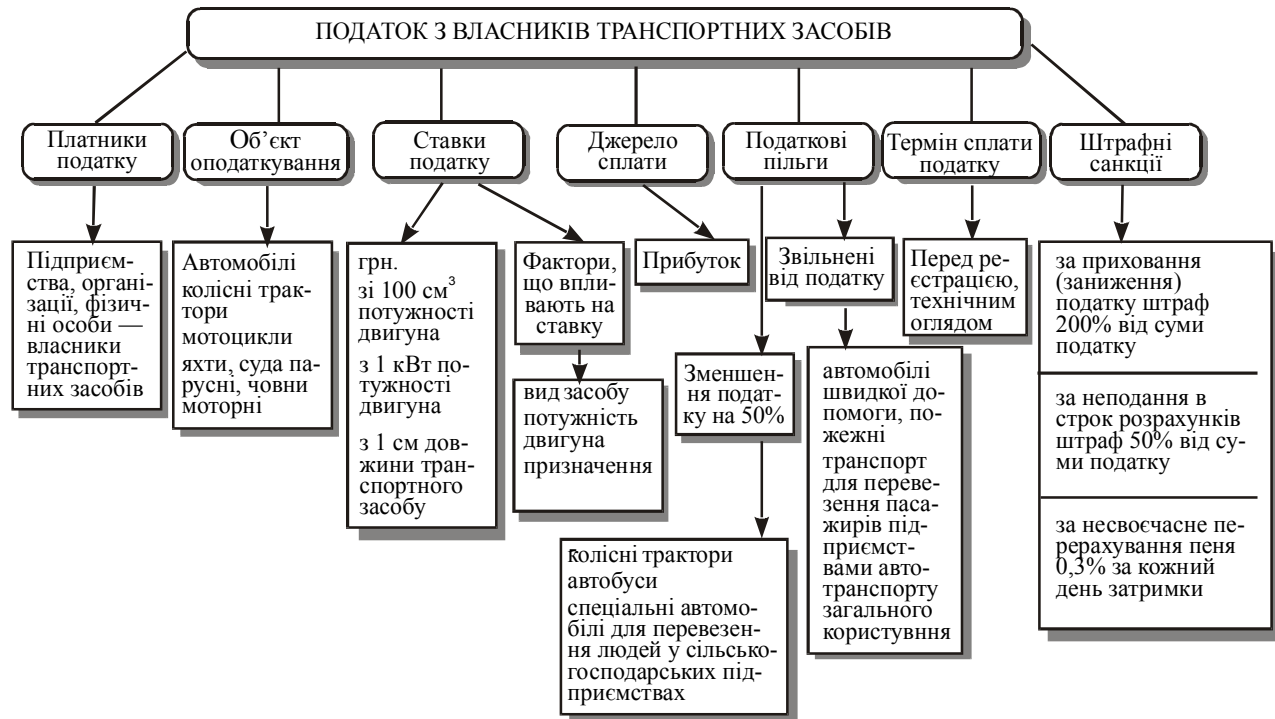 ПОДАТОК З ВЛАСНИКІВ ТРАНСПОРТНИХ ЗАСОБІВ
Платники
податку
Об’єкт
оподаткування
Ставки
податку
Джерело
сплати
Податкові
пільги
Термін сплати
податку
Штрафні
санкції
Підприєм-
ства, органі-
зації, фізич-
ні особи —
власники
транспорт-
них засобів
Автомобілі
колісні трак-
тори
мотоцикли
яхти, суда па-
русні, човни
моторні
грн.
зі 100 см³
потужності
двигуна
з 1 кВт по-
тужності
двигуна
з 1 см дов-
жини тран-
спортного
засобу
Фактори,
що впли-
вають на
ставку
вид засобу
потужність
двигуна
призначення
Прибуток
Зменшен-
ня подат-
ку на 50%
колісні трактори
автобуси
спеціальні автомо-
білі для перевезен-
ня людей у сільсько-
господарських під-
приємствах
Звільнені
від податку
автомобілі
швидкої до-
помоги, по-
жежні
транспорт
для переве-
зення паса-
жирів під-
приємст-
вами авто-
транспорту
загального
користувння
Перед ре-
єстрацією,
технічним
оглядом
за приховання
(заниження)
податку штраф
200% від суми
податку
за неподання в
строк розрахунків
штраф 50% від су-
ми податку
за несвоєчасне пе-
рерахування пеня
0,3% за кожний
день затримки